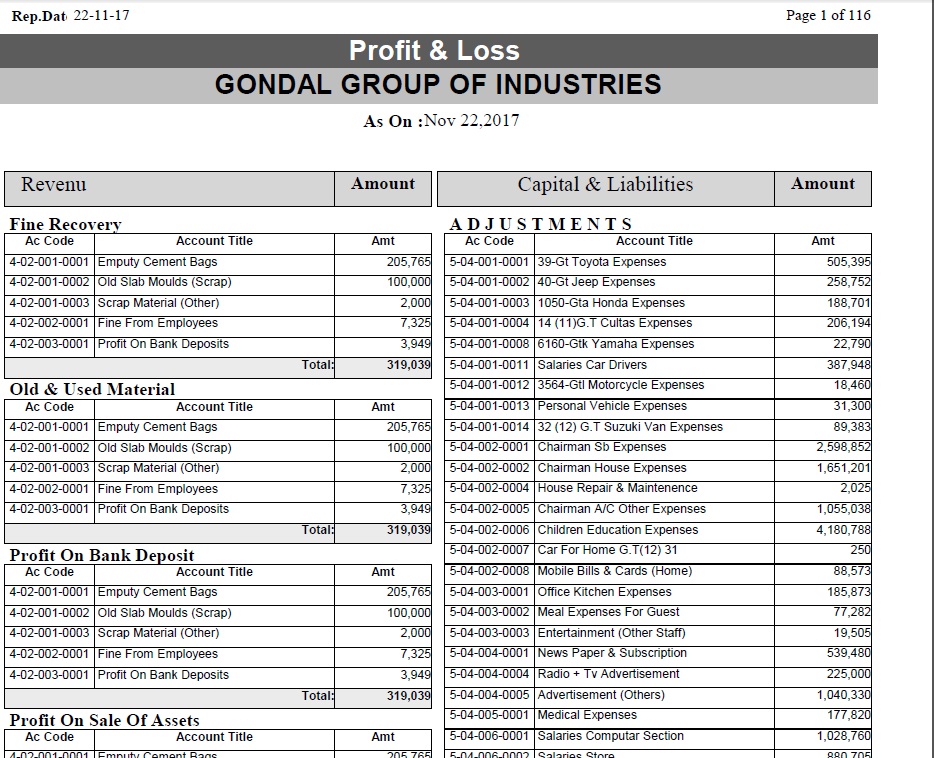 Rep.Dat 22-11-17
Page 1 of 116
Profit & Loss
GONDAL GROUP OF INDUSTRIES
As On : Nov 22,2017
Revenu Amount
Fine Recovery
Ac Code Account Title Amt
4-02-001-0001 Emputy Cement Bags 205,765
4-02-001-0002 Old Slab Moulds (Scrap) 100,000
4-02-001-0003 Scrap Material (Other) 2,000
4-02-002-0001 Fine From Employees 7,325
4-02-003-0001 Profit On Bank Deposits 3,949
Total: 319,039
Old & Used Material
Ac Code Account Title Amt
4-02-001-0001 Emputy Cement Bags 205,765
4-02-001-0002 Old Slab Moulds (Scrap) 100,000
4-02-001-0003 Scrap Material (Other) 2,000
4-02-002-0001 Fine From Employees 7,325
4-02-003-0001 Profit On Bank Deposits 3,949
Total: 319,039
Profit On Bank Deposit
Ac Code Account Title Amt
4-02-001-0001 Emputy Cement Bags 205,765
4-02-001-0002 Old Slab Moulds (Scrap) 100,000
4-02-001-0003 Scrap Material (Other) 2,000
4-02-002-0001 Fine From Employees 7,325
4-02-003-0001 Profit On Bank Deposits 3,949
Total: 319,039
Profit On Sale Of Assets
Ac Code Account Title Amt
4-02-001-0001 Emputy Cement Bags 205,765
Capital & Liabilities Amount
ADJUSTMENTS
Ac Code Account Title Amt
5-04-001-0001 39-Gt Toyota Expenses 505,395
5-04-001-0002 40-Gt Jeep Expenses 258,752
5-04-001-0003 1050-Gta Honda Expenses 188,701
5-04-001-0004 14 (11)G.T Cultas Expenses 206,194
5-04-001-0008 6160-Gtk Yamaha Expenses 22,790
5-04-001-0011 Salaries Car Drivers 387,948
5-04-001-0012 3564-Gtl Motorcycle Expenses 18,460
5-04-001-0013 Personal Vehicle Expenses 31,300
5-04-001-0014 32 (12) G.T Suzuki Van Expenses 89,383
5-04-002-0001 Chairman Sb Expenses 2,598,852
5-04-002-0002 Chairman House Expenses 1,651,201
5-04-002-0004 House Repair & Maintenence 2,025
5-04-002-0005 Chairman A/C Other Expenses 1,055,038
5-04-002-0006 Children Education Expenses 4,180,788
5-04-002-0007 Car For Home G.T(12) 31 250
5-04-002-0008 Mobile Bills & Cards (Home) 88,573
5-04-003-0001 Office Kitchen Expenses 185,873
5-04-003-0002 Meal Expenses For Guest 77,282
5-04-003-0003 Entertainment (Other Staff) 19,505
5-04-004-0001 News Paper & Subscription 539,480
5-04-004-0004 Radio + Tv Advertisement 225,000
5-04-004-0005 Advertisement (Others) 1,040,330
5-04-005-0001 Medical Expenses 177,820
5-04-006-0001 Salaries Computar Section 1,028,760
5-04-006-0002 Salaries Store 880,705